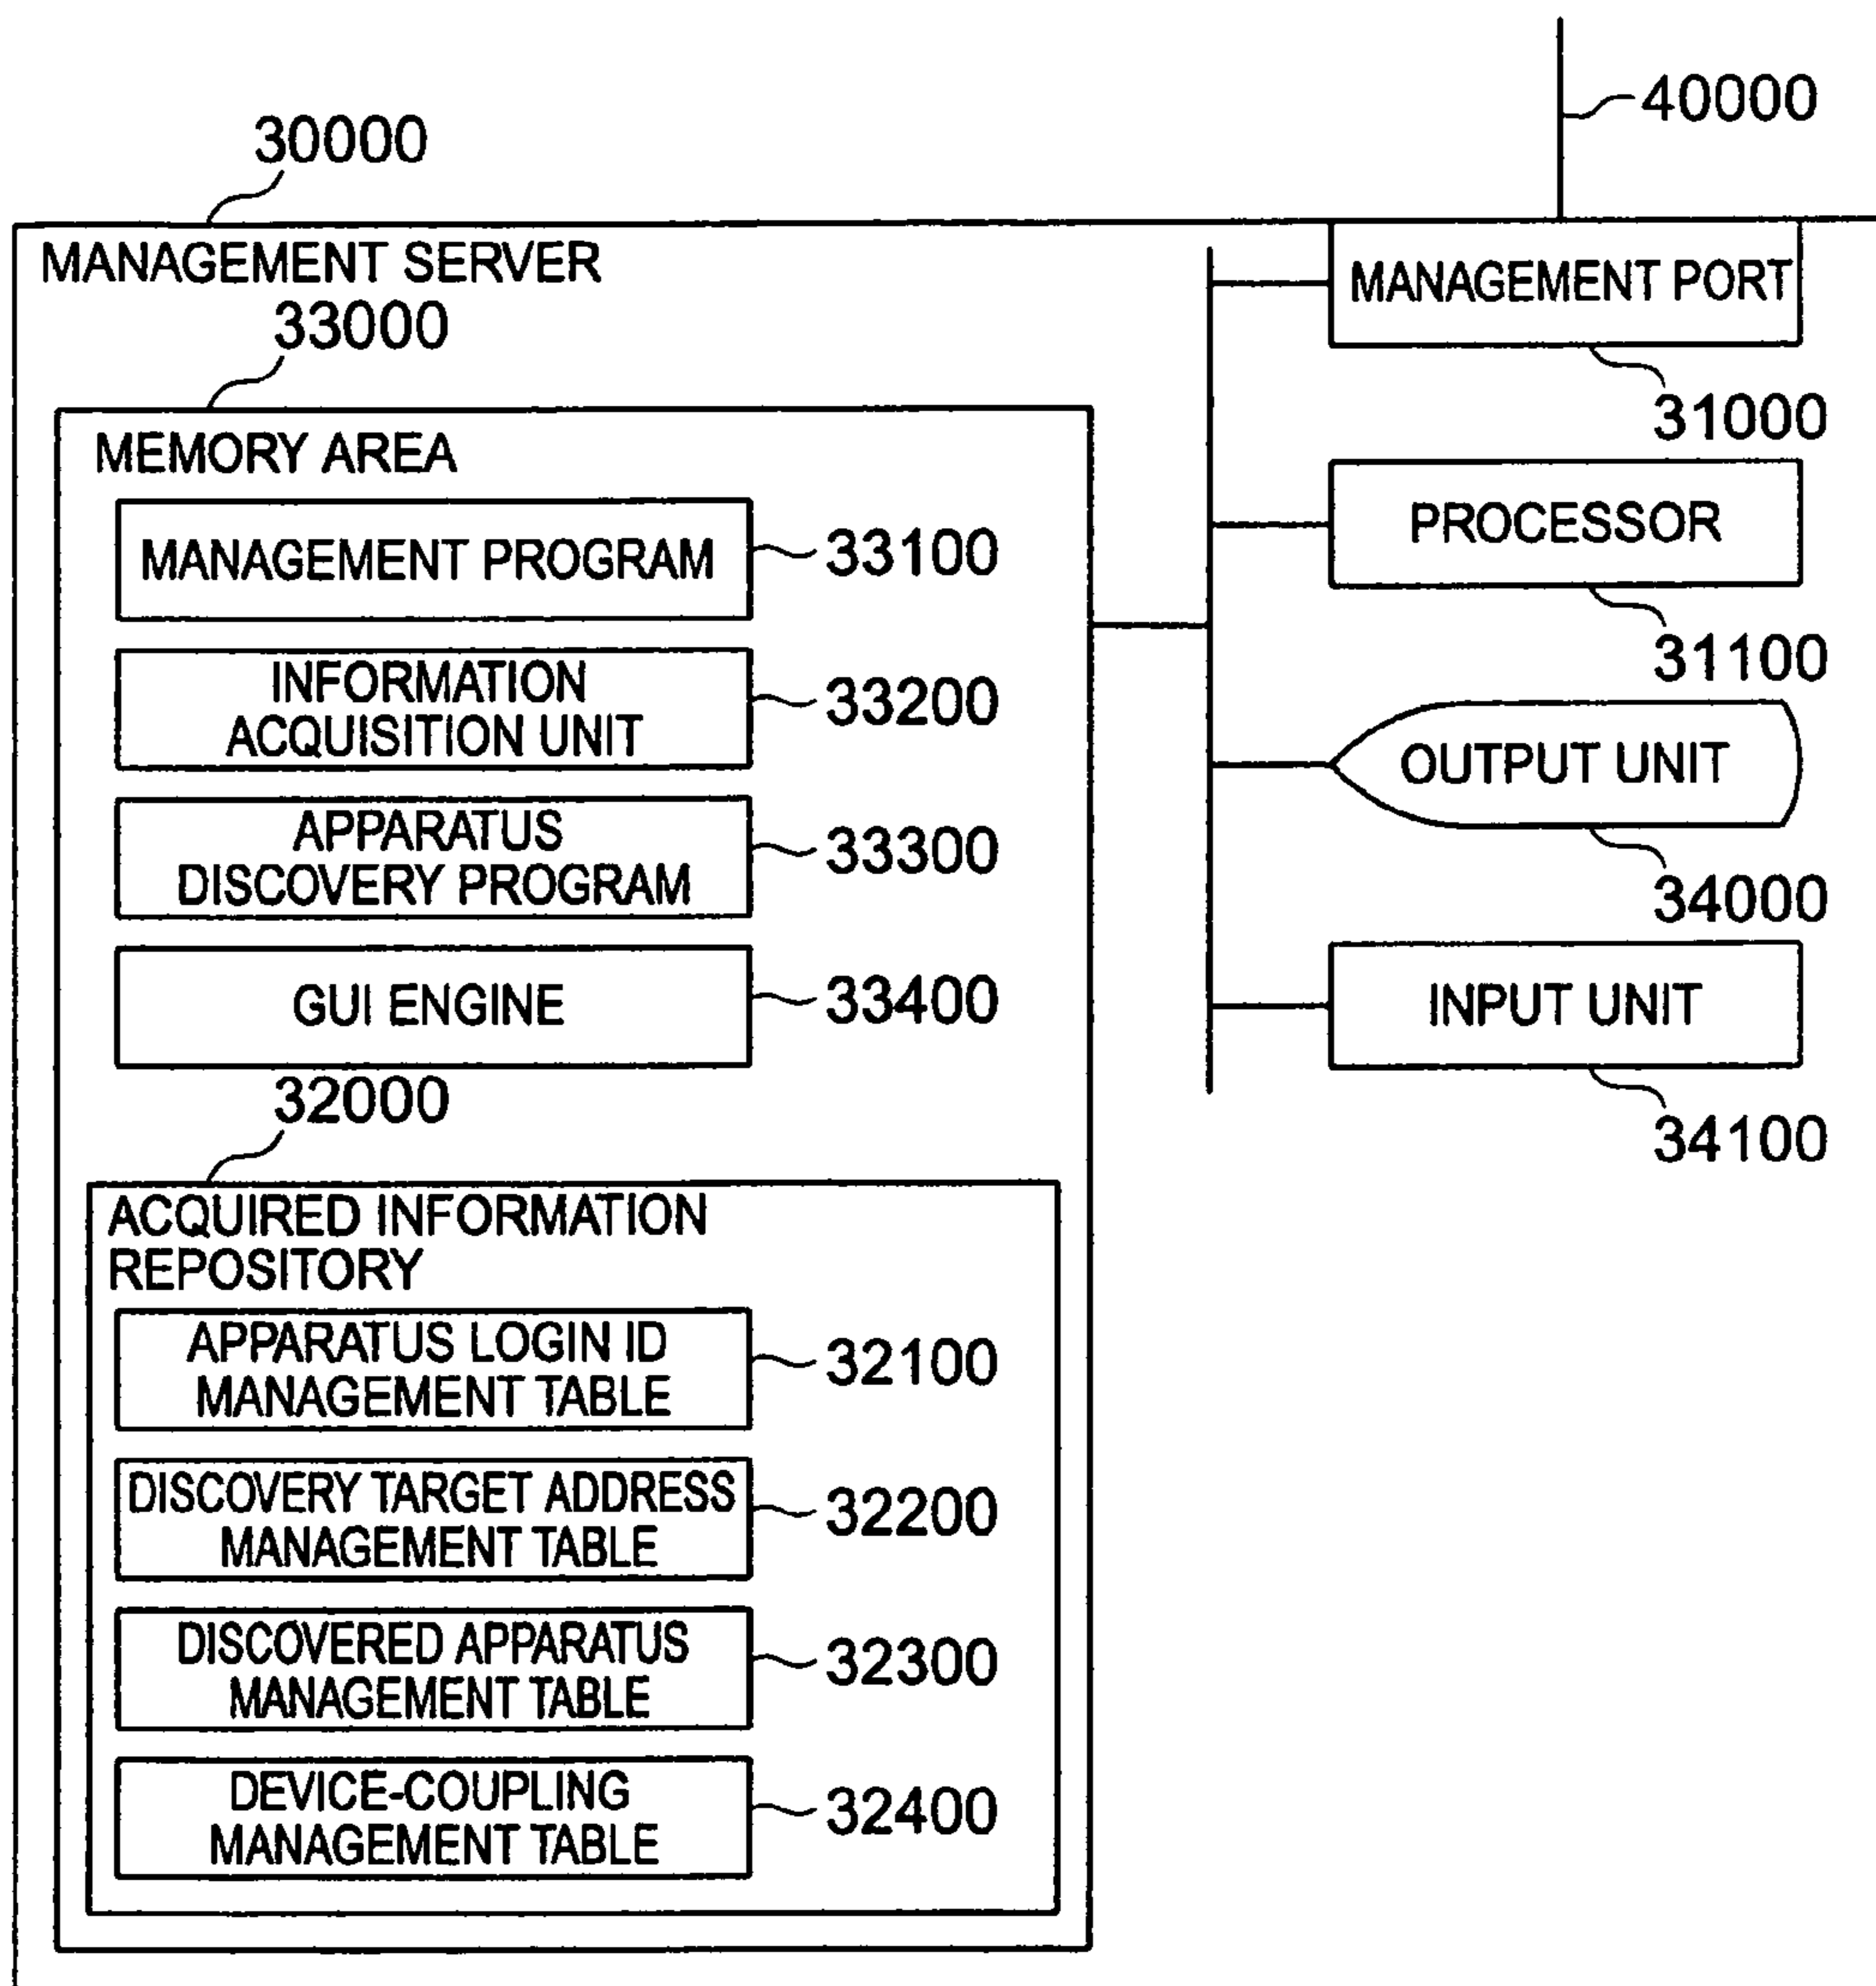 40000
30000
MANAGEMENT SERVER
33000
MEMORY AREA
MANAGEMENT PROGRAM
33100
INFORMATION
ACQUISITION UNIT
33200
APPARATUS
DISCOVERY PROGRAM
33300
GUI ENGINE
33400
32000
ACQUIRED INFORMATION
REPOSITORY
APPARATUS LOGIN ID
MANAGEMENT TABLE
32100
DISCOVERY TARGET ADDRESS
MANAGEMENT TABLE
32200
DISCOVERED APPARATUS
MANAGEMENT TABLE
32300
DEVICE-COUPLING
MANAGEMENT TABLE
32400
MANAGEMENT PORT
31000
PROCESSOR
31100
OUTPUT UNIT
34000
INPUT UNIT
34100